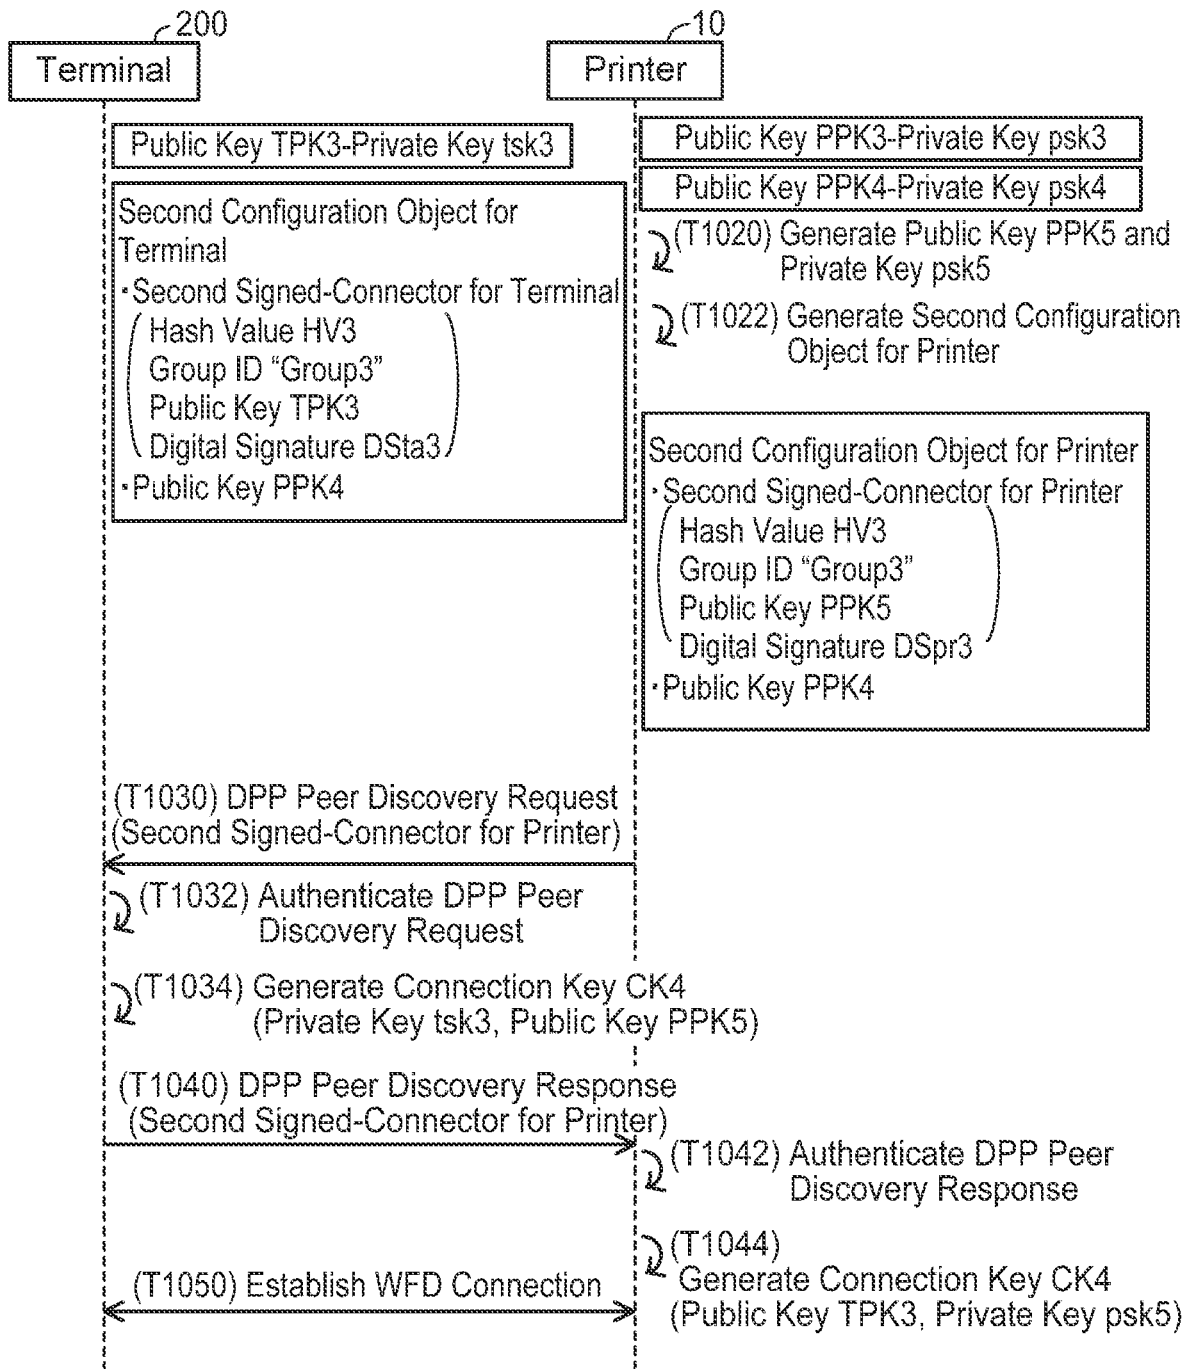 200
10
Terminal
Printer
Public Key TPK3-Private Key tsk3
Public Key PPK3-Private Key psk3
Public Key PPK4-Private Key psk4
Second Configuration Object for
Terminal
・Second Signed-Connector for Terminal
Hash Value HV3
Group ID “Group3”
Public Key TPK3
Digital Signature DSta3
・Public Key PPK4
(T1020) Generate Public Key PPK5 and
Private Key psk5
(T1022) Generate Second Configuration
Object for Printer
Second Configuration Object for Printer
・Second Signed-Connector for Printer
Hash Value HV3
Group ID “Group3”
Public Key PPK5
Digital Signature DSpr3
・Public Key PPK4
(T1030) DPP Peer Discovery Request
(Second Signed-Connector for Printer)
(T1032) Authenticate DPP Peer
Discovery Request
(T1034) Generate Connection Key CK4
(Private Key tsk3, Public Key PPK5)
(T1040) DPP Peer Discovery Response
(Second Signed-Connector for Printer)
(T1042) Authenticate DPP Peer
Discovery Response
(T1044)
Generate Connection Key CK4
(Public Key TPK3, Private Key psk5)
(T1050) Establish WFD Connection